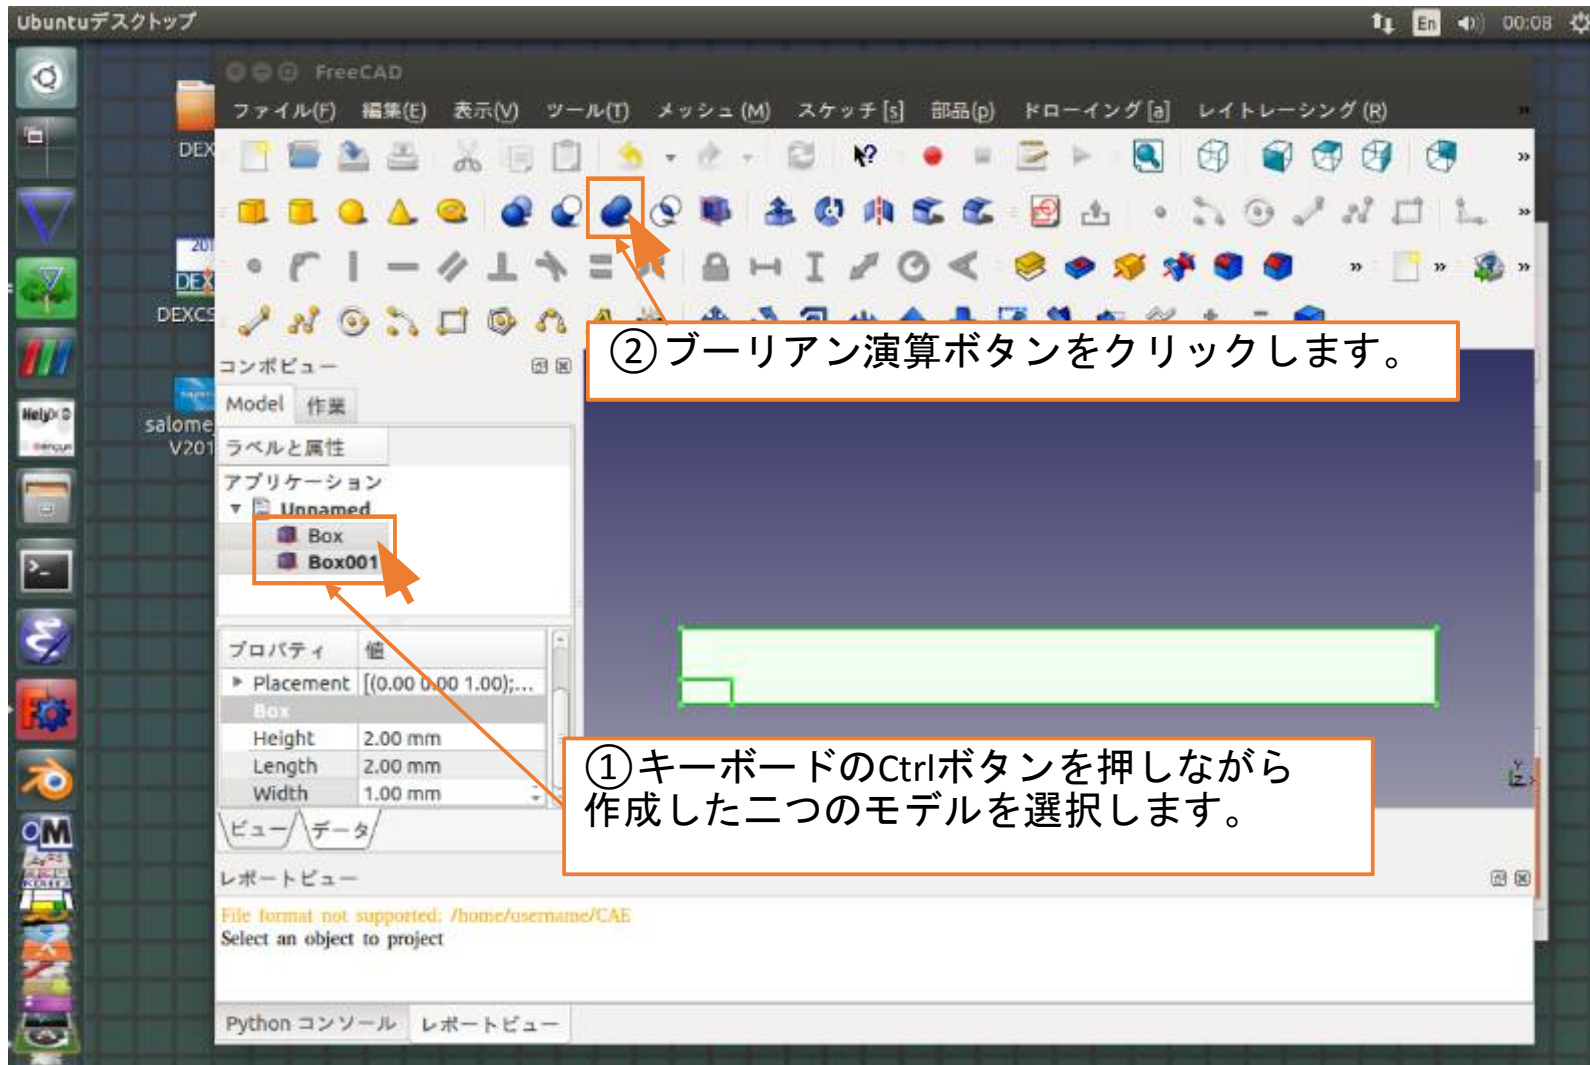 Ubuntuデスクトップ
En
00:08
FreeCAD
ファイル(F) 編集(E) 表示(V) ツール(T) メッシュ(M) スケッチ[s] 部品(p) ドローイング[a] レイトレーシング(R)
DEX
201
DEX
DEXCS
②ブーリアン演算ボタンをクリックします。
コンボビュー
Model 作業
salome
V201
ラベルと属性
アプリケーション
Unnamed
Box
Box001
プロパティ 値
Placement [(0.00 0.00 1.00);...
Box
Height 2.00 mm
Length 2.00 mm
Width 1.00 mm
①キーボードのCtrlボタンを押しながら
作成した二つのモデルを選択します。
ビュー データ
レポートビュー
File format not supported: /home/username/CAE
Select an object to project
Python コンソール レポートビュー